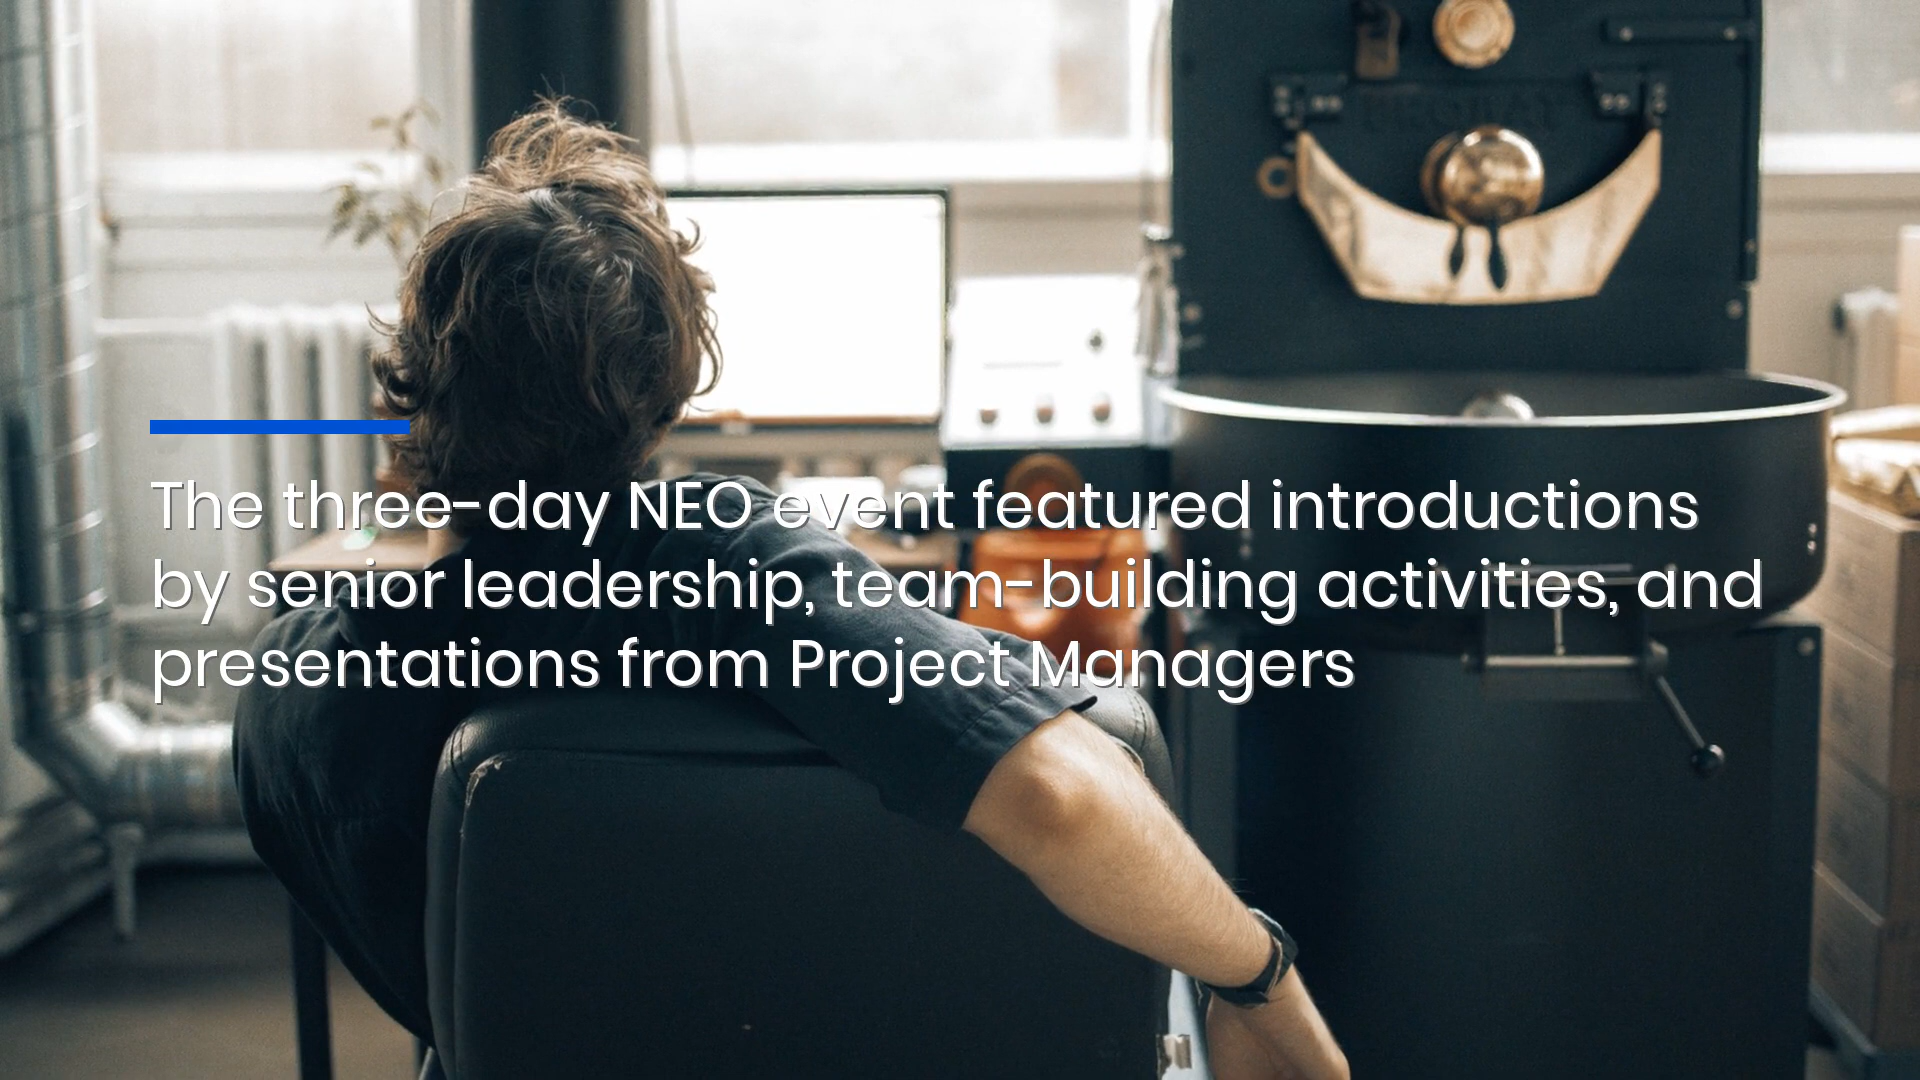 The three-day NEO event featured introductions
by senior leadership, team-building activities, and
presentations from Project Managers